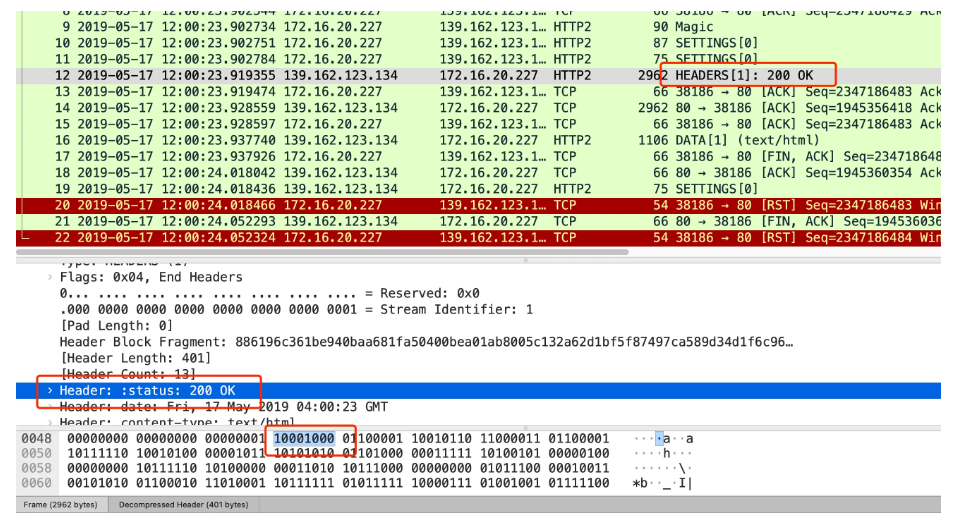 9 2019-05-17 12:00:23.902734 172.16.20.227 139.162.123.1… HTTP2 90 Magic
10 2019-05-17 12:00:23.902751 172.16.20.227 139.162.123.1… HTTP2 87 SETTINGS[0]
11 2019-05-17 12:00:23.902784 172.16.20.227 139.162.123.1… HTTP2 75 SETTINGS[0]
12 2019-05-17 12:00:23.919355 139.162.123.134 172.16.20.227 HTTP2 2962 HEADERS[1]: 200 OK
13 2019-05-17 12:00:23.919474 172.16.20.227 139.162.123.1… TCP 66 38186 → 80 [ACK] Seq=2347186483 Ack
14 2019-05-17 12:00:23.928559 139.162.123.134 172.16.20.227 TCP 2962 80 → 38186 [ACK] Seq=1945356418 Ack
15 2019-05-17 12:00:23.928597 172.16.20.227 139.162.123.1… TCP 66 38186 → 80 [ACK] Seq=2347186483 Ack
16 2019-05-17 12:00:23.937740 139.162.123.134 172.16.20.227 HTTP2 1106 DATA[1] (text/html)
17 2019-05-17 12:00:23.937926 172.16.20.227 139.162.123.1… TCP 66 38186 → 80 [FIN, ACK] Seq=234718648
18 2019-05-17 12:00:24.018042 139.162.123.134 172.16.20.227 TCP 66 80 → 38186 [ACK] Seq=1945360354 Ack
19 2019-05-17 12:00:24.018436 139.162.123.134 172.16.20.227 HTTP2 75 SETTINGS[0]
20 2019-05-17 12:00:24.018466 172.16.20.227 139.162.123.1… TCP 54 38186 → 80 [RST] Seq=2347186483 Win
21 2019-05-17 12:00:24.052293 139.162.123.134 172.16.20.227 TCP 66 80 → 38186 [FIN, ACK] Seq=194536036
22 2019-05-17 12:00:24.052324 172.16.20.227 139.162.123.1… TCP 54 38186 → 80 [RST] Seq=2347186484 Win
Type: HEADERS (1)
Flags: 0x04, End Headers
0... .... .... .... .... .... .... .... = Reserved: 0x0
.000 0000 0000 0000 0000 0000 0000 0001 = Stream Identifier: 1
[Pad Length: 0]
Header Block Fragment: 886196c361be940baa681fa50400bea01ab8005c132a62d1bf5f87497ca589d34d1f6c96…
[Header Length: 401]
[Header Count: 13]
Header: :status: 200 OK
Header: date: Fri, 17 May 2019 04:00:23 GMT
Header: content-type: text/html
0048 00000000 00000000 00000001 10001000 01100001 10010110 11000011 01100001 ····a··a
0050 10111110 10010100 00001011 10101010 01101000 00011111 10100101 00000100 ····h···
0058 00000000 10111110 10100000 00011010 10111000 00000000 01011100 00010011 ······\·
0060 00101010 01100010 11010001 10111111 01011111 10000111 01001001 01111100 *b··_·I|
Frame (2962 bytes) Decompressed Header (401 bytes)